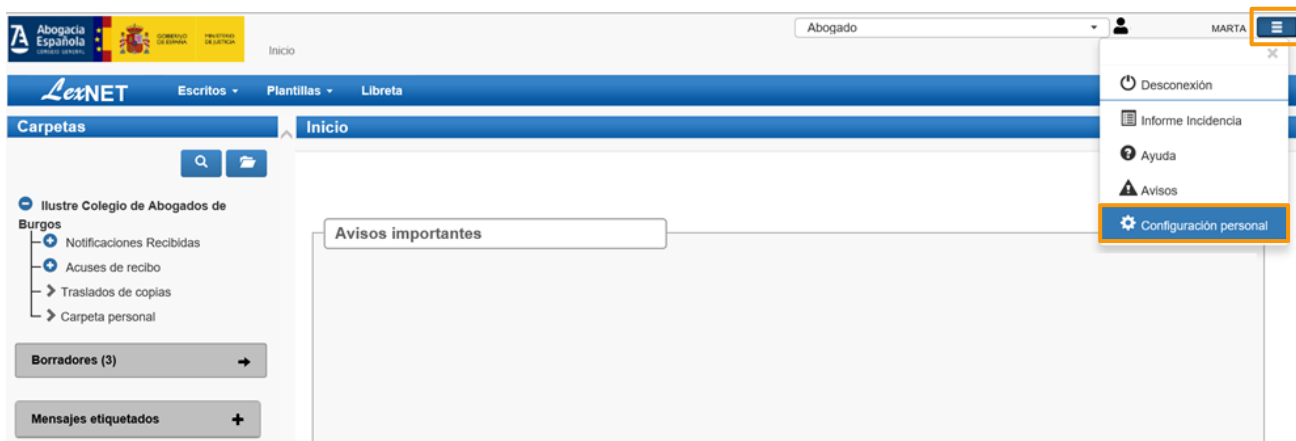 Abogacía
Española
CONSEJO GENERAL
GOBIERNO
DE ESPAÑA
MINISTERIO
DE JUSTICIA
Inicio
Abogado
MARTA
LexNET
Escritos
Plantillas
Libreta
Desconexión
Informe Incidencia
Ayuda
Avisos
Configuración personal
Carpetas
Inicio
Ilustre Colegio de Abogados de
Burgos
Notificaciones Recibidas
Acuses de recibo
Traslados de copias
Carpeta personal
Borradores (3)
Mensajes etiquetados
Avisos importantes